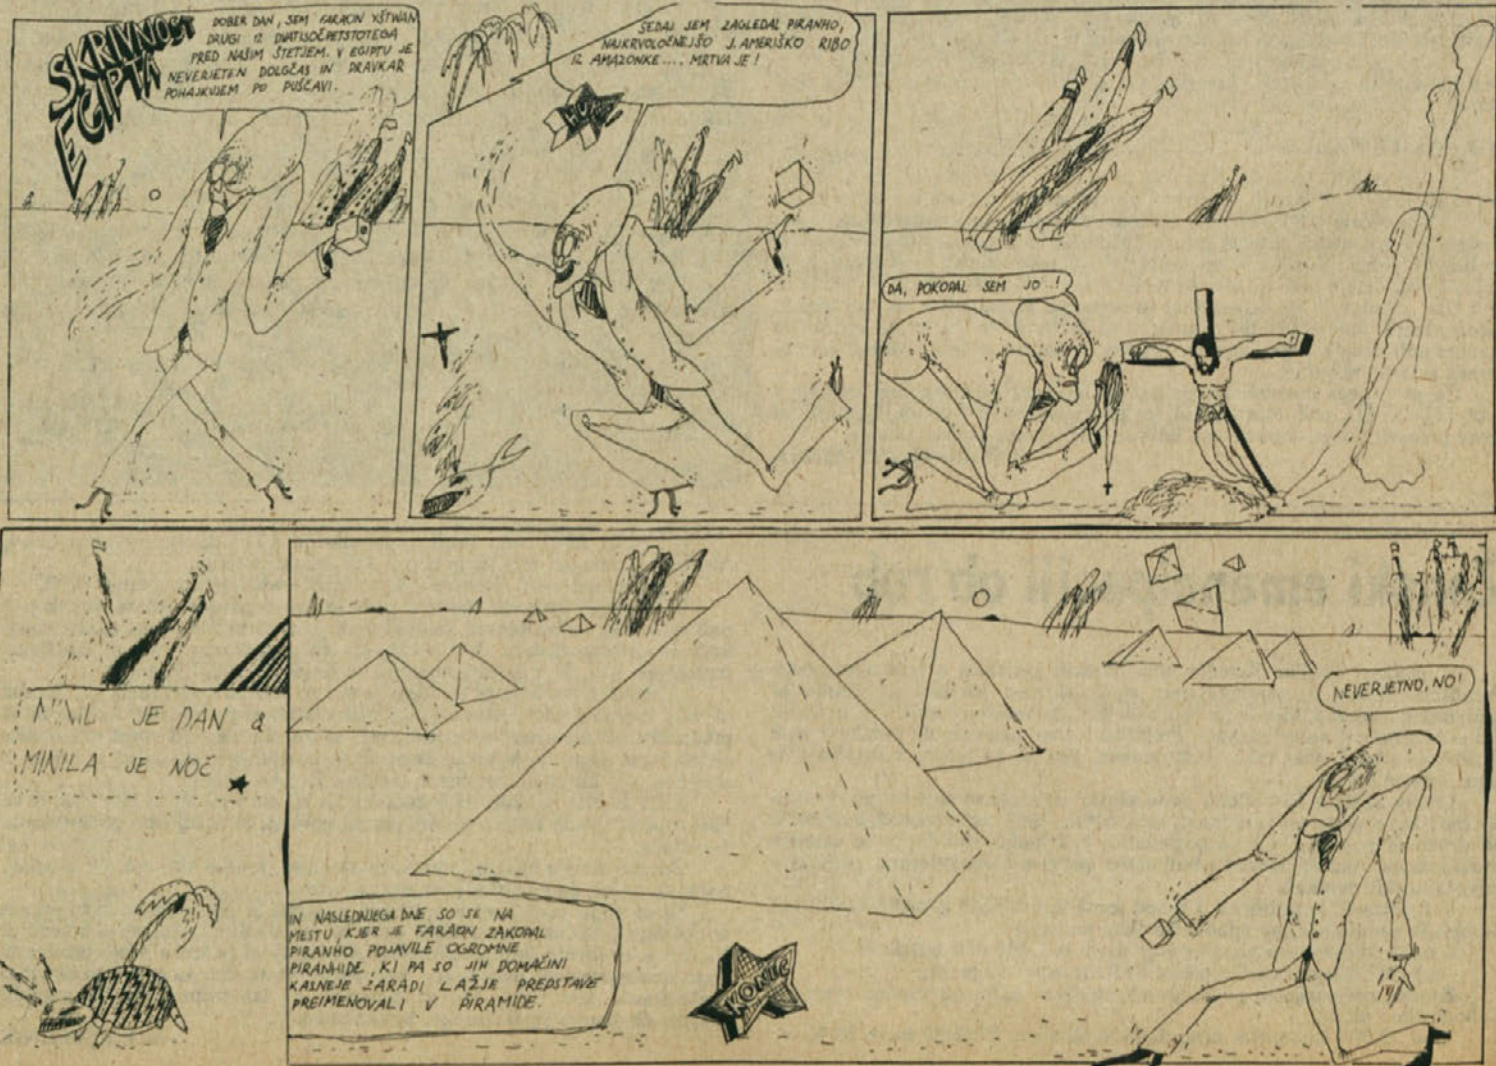 SKRIVNOST
EGIPTA
DOBER DAN, SEM FARAON XŠTWAN
DRUGI IZ DVATISOČPETSTOTEGA
PRED NAŠIM ŠTETJEM. V EGIPTU JE
NEVERJETEN DOLGČAS IN PRAVKAR
POHAJKUJEM PO PUŠČAVI.
SEDAJ SEM ZAGLEDAL PIRANHO,
NAJKRVOLOČNEJŠO J. AMERIŠKO RIBO
IZ AMAZONKE.... MRTVA JE!
DA, POKOPAL SEM JO!
MINIL JE DAN &
MINILA JE NOČ
NEVERJETNO, NO!
IN NASLEDNJEGA DNE SO SE NA
MESTU, KJER JE FARAON ZAKOPAL
PIRANHO POJAVILE OGROMNE
PIRANHIDE, KI PA SO JIH DOMAČINI
KASNEJE ZARADI LAŽJE PREDSTAVE
PREIMENOVALI V PIRAMIDE.
KONEC